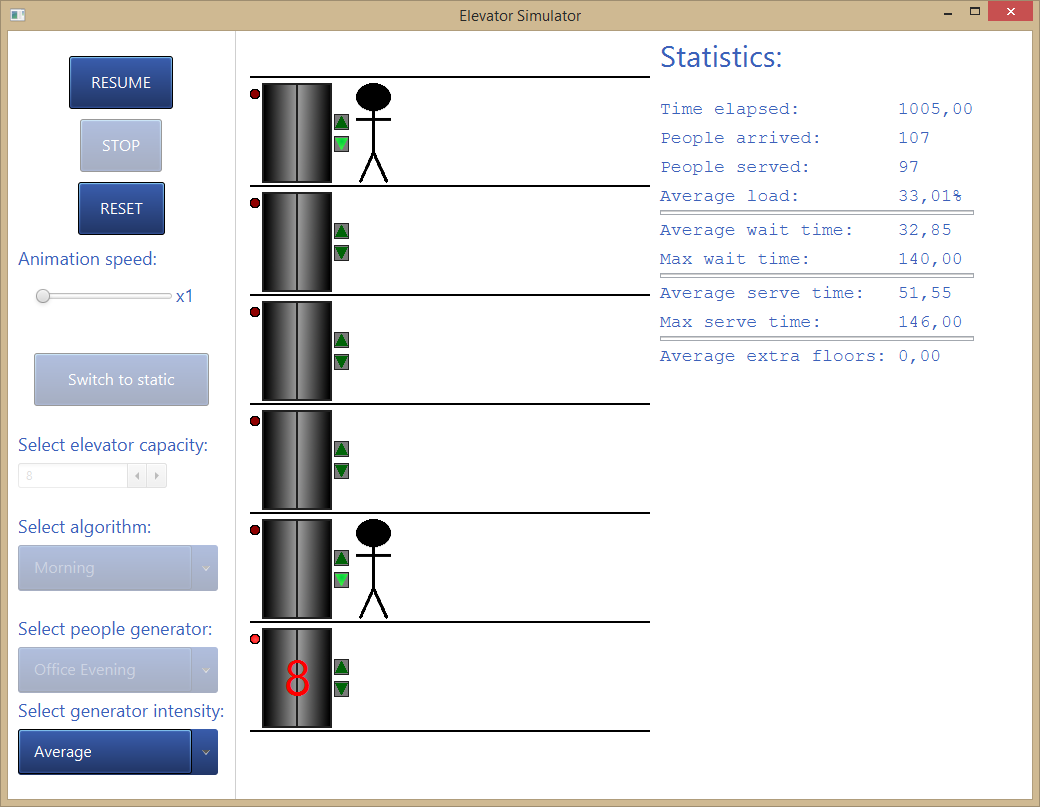 Elevator Simulator
RESUME
STOP
RESET
Animation speed:
x1
Switch to static
Select elevator capacity:
8
Select algorithm:
Morning
Select people generator:
Office Evening
Select generator intensity:
Average
8
Statistics:
Time elapsed: 1005,00
People arrived: 107
People served: 97
Average load: 33,01%
Average wait time: 32,85
Max wait time: 140,00
Average serve time: 51,55
Max serve time: 146,00
Average extra floors: 0,00